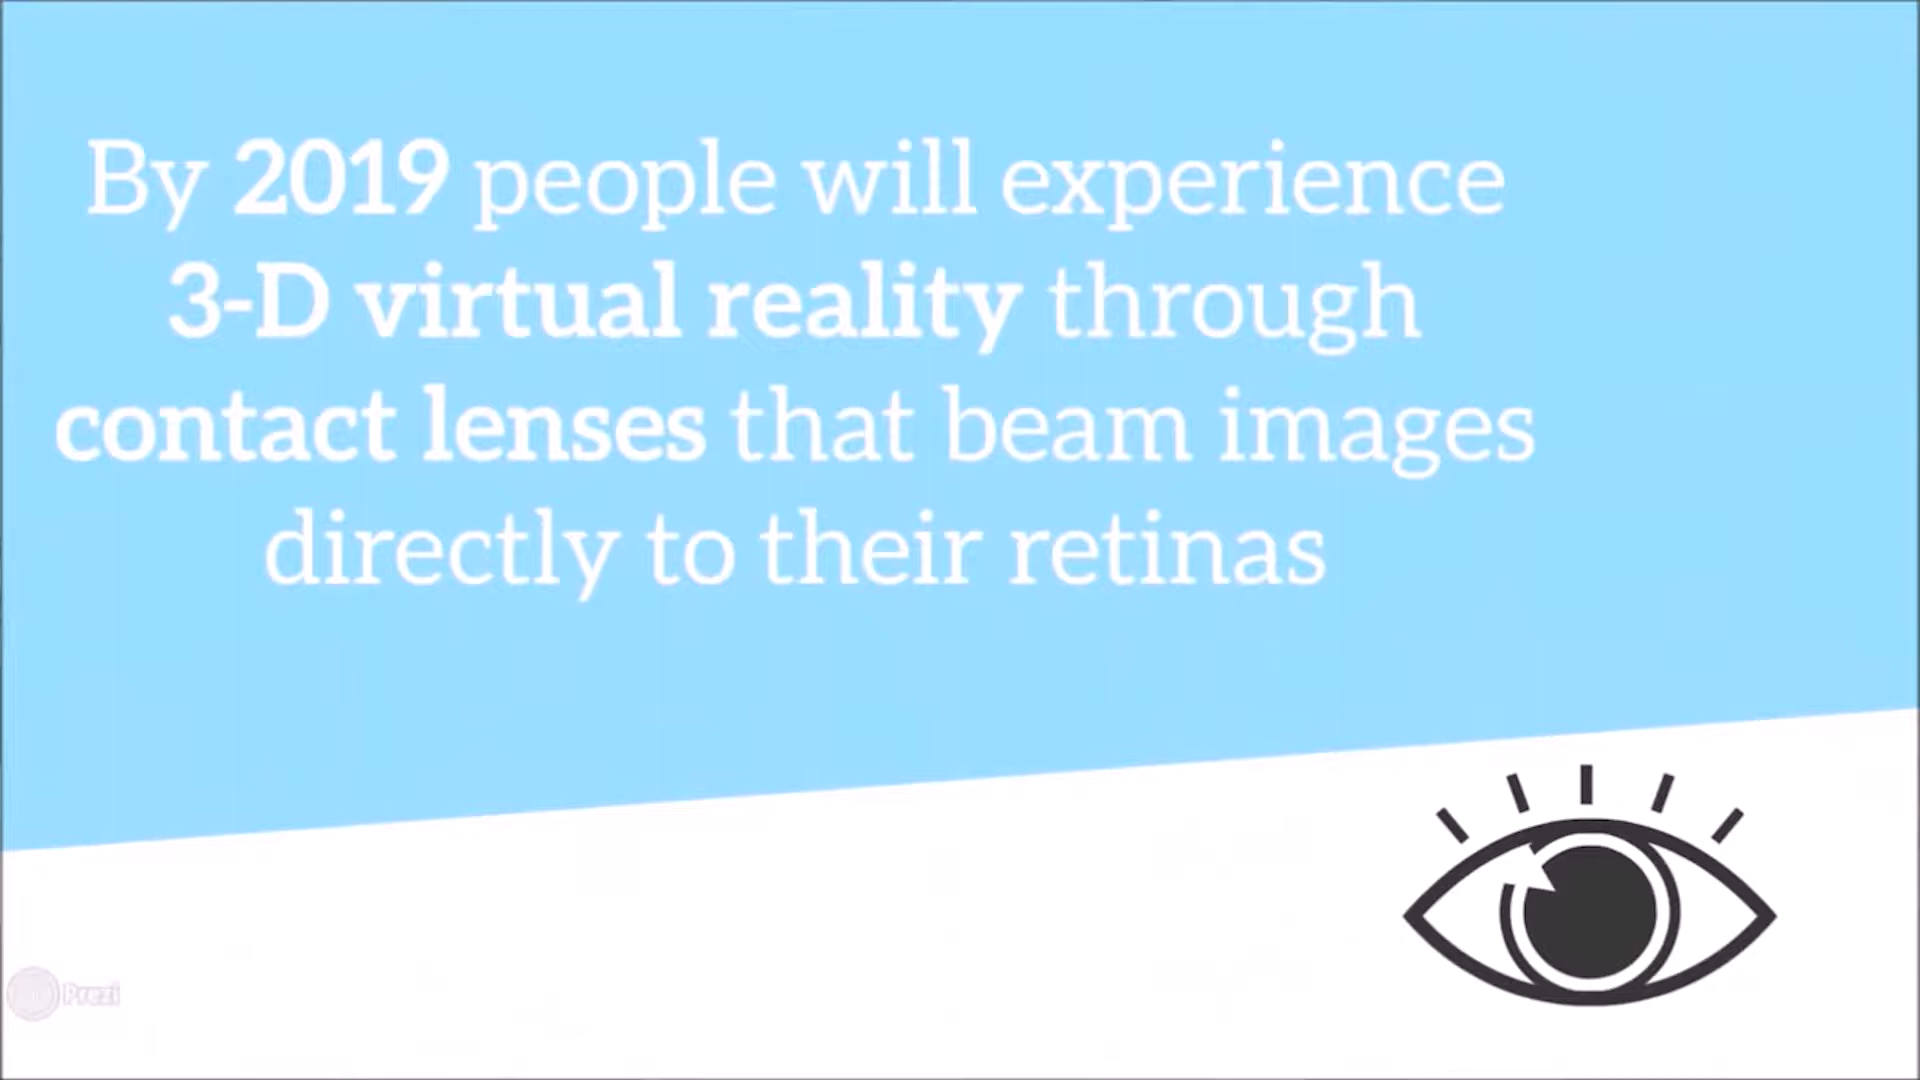 By 2019 people will experience
3-D virtual reality through
contact lenses that beam images
directly to their retinas
Prezi